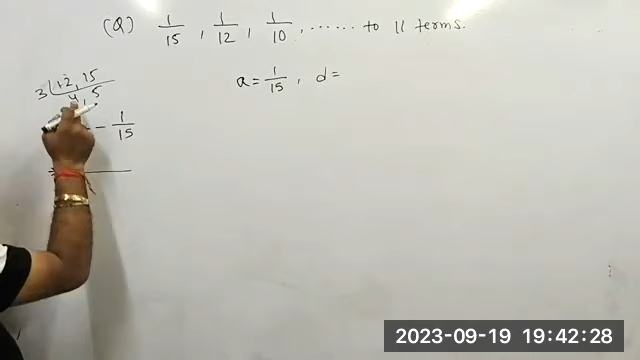 (Q) 1/15, 1/12, 1/10, ...... to 11 terms.
3 | 12, 15
4, 5
a = 1/15, d =
- 1/15
2023-09-19 19:42:28